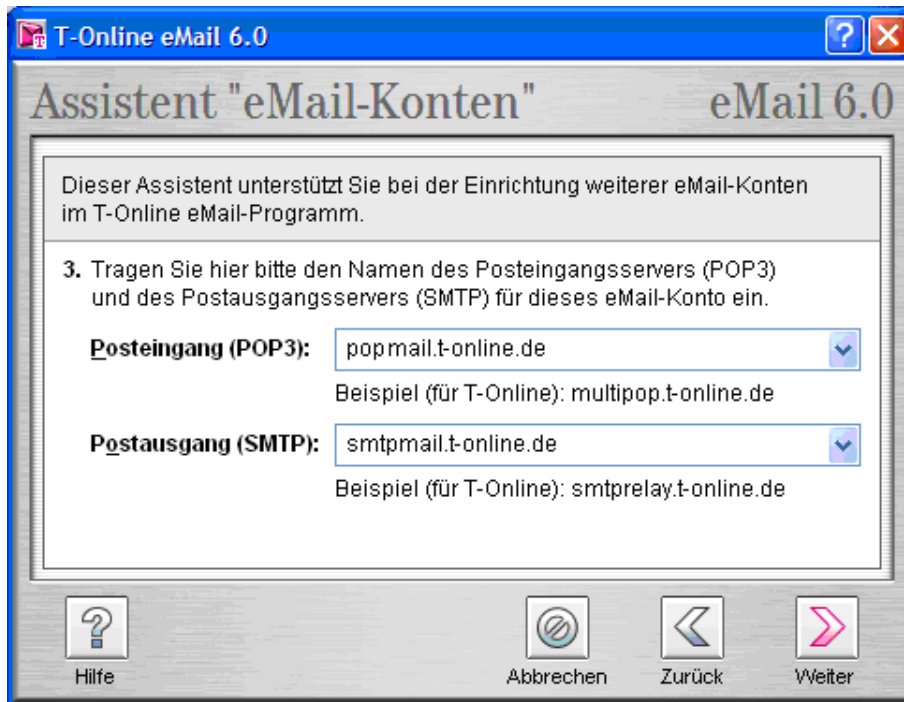 T-Online eMail 6.0
Assistent "eMail-Konten" eMail 6.0
Dieser Assistent unterstützt Sie bei der Einrichtung weiterer eMail-Konten
im T-Online eMail-Programm.
3. Tragen Sie hier bitte den Namen des Posteingangsservers (POP3)
und des Postausgangsservers (SMTP) für dieses eMail-Konto ein.
Posteingang (POP3): popmail.t-online.de
Beispiel (für T-Online): multipop.t-online.de
Postausgang (SMTP): smtpmail.t-online.de
Beispiel (für T-Online): smtprelay.t-online.de
Hilfe Abbrechen Zurück Weiter